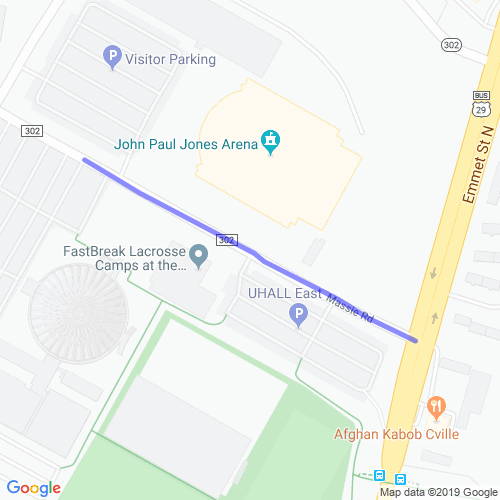 302
Visitor Parking
P
BUS
29
302
John Paul Jones Arena
Emmet St N
302
FastBreak Lacrosse
Camps at the...
UHALL East
P
Massie Rd
Afghan Kabob Cville
Google
Map data ©2019 Google